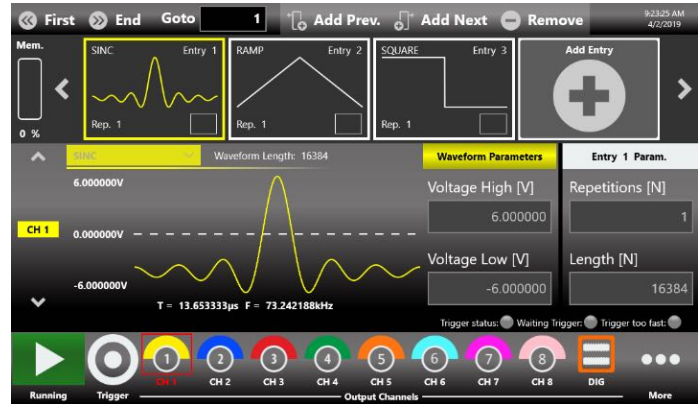 First End Goto 1 Add Prev. Add Next Remove 9:23:25 AM
4/2/2019
Mem.
0 %
SINC Entry 1
Rep. 1
RAMP Entry 2
Rep. 1
SQUARE Entry 3
Rep. 1
Add Entry
SINC Waveform Length: 16384
CH 1
6.000000V
0.000000V
-6.000000V
T = 13.653333µs F = 73.242188kHz
Waveform Parameters
Voltage High [V]
6.000000
Voltage Low [V]
-6.000000
Entry 1 Param.
Repetitions [N]
1
Length [N]
16384
Trigger status: Waiting Trigger: Trigger too fast:
1 2 3 4 5 6 7 8
Running Trigger CH 1 CH 2 CH 3 CH 4 CH 5 CH 6 CH 7 CH 8 DIG More
Output Channels